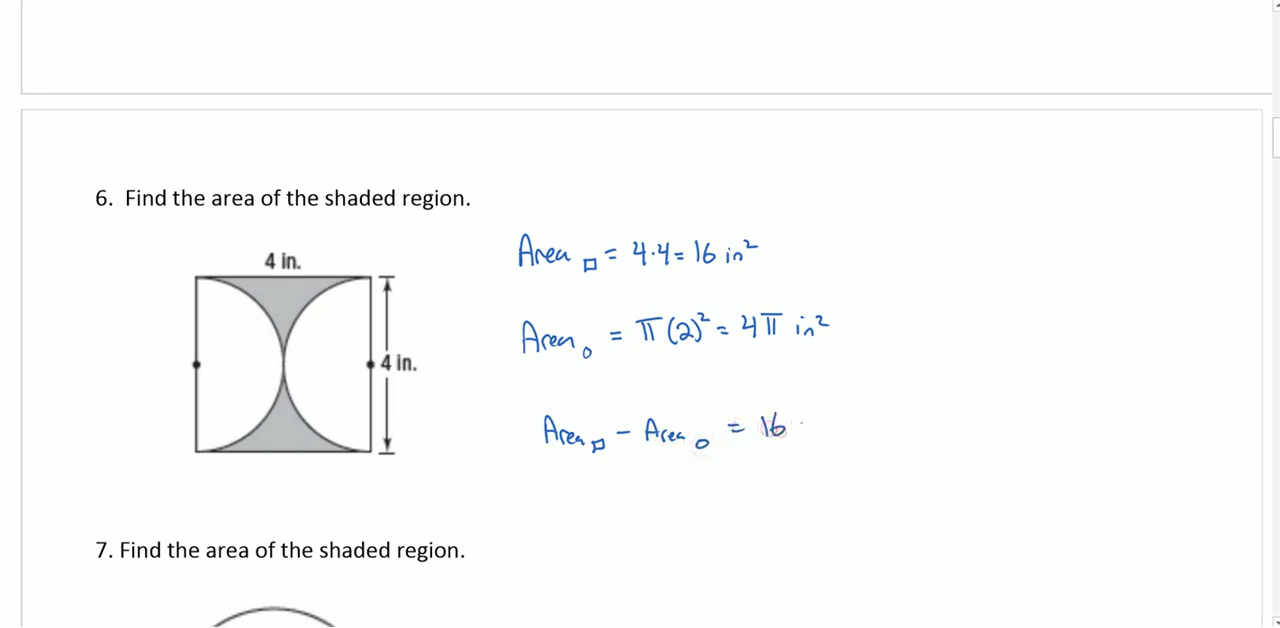 6. Find the area of the shaded region.
4 in.
4 in.
Area □ = 4·4 = 16 in²
Area ○ = π(2)² = 4π in²
Area □ − Area ○ = 16
7. Find the area of the shaded region.